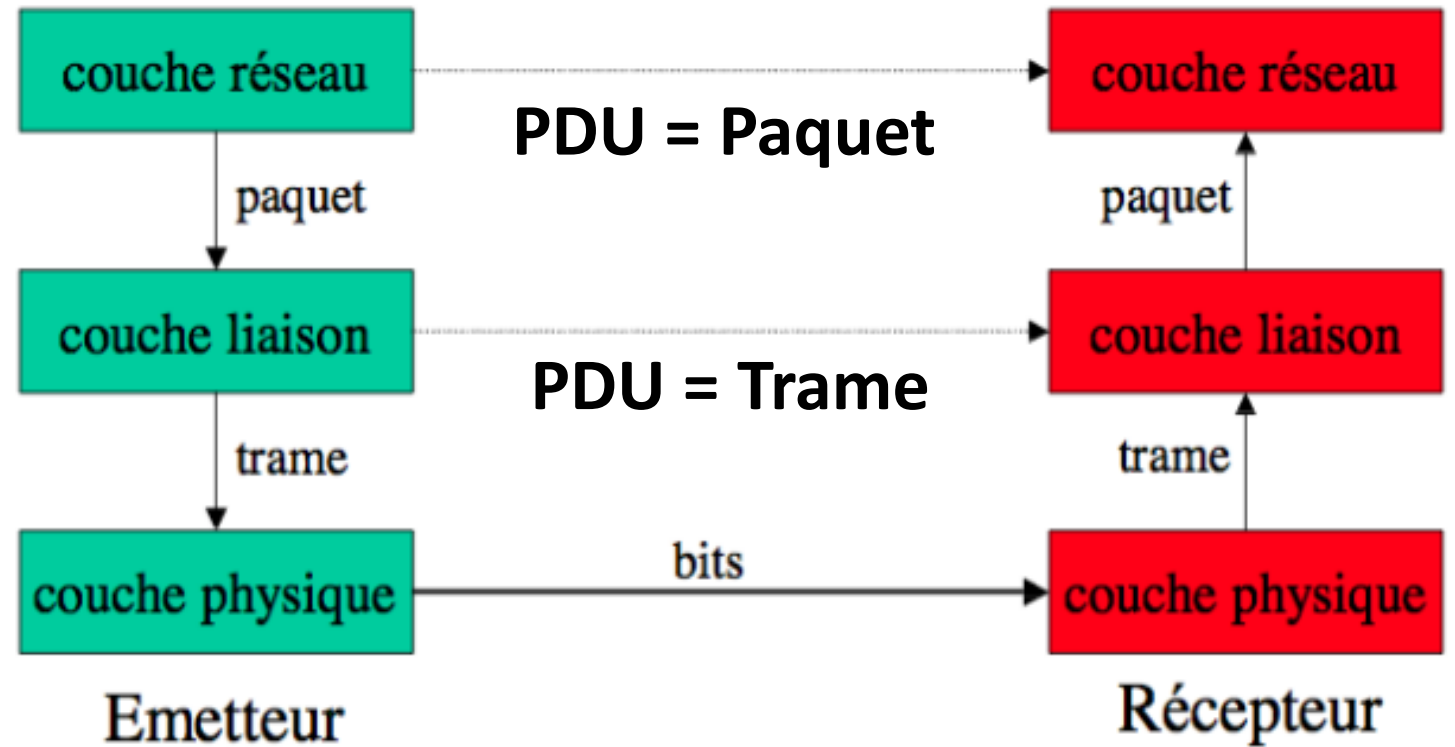 couche réseau
couche réseau
PDU = Paquet
paquet
paquet
couche liaison
couche liaison
PDU = Trame
trame
trame
bits
couche physique
couche physique
Emetteur
Récepteur